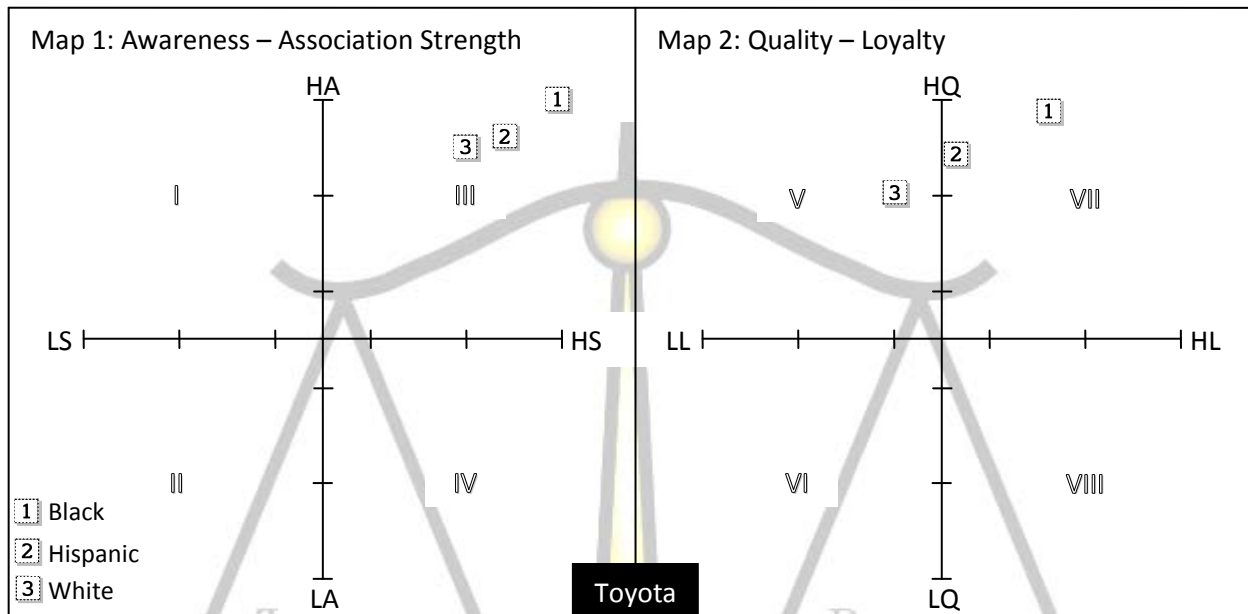 Map 1: Awareness – Association Strength
HA
1
2
3
I
III
LS
HS
II
IV
1 Black
2 Hispanic
3 White
LA
Map 2: Quality – Loyalty
HQ
1
2
3
V
VII
LL
HL
VI
VIII
LQ
Toyota